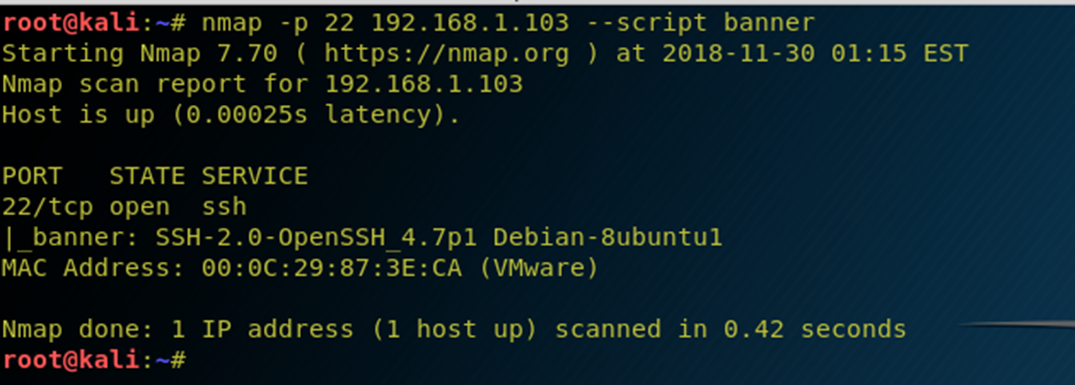 root@kali:~# nmap -p 22 192.168.1.103 --script banner
Starting Nmap 7.70 ( https://nmap.org ) at 2018-11-30 01:15 EST
Nmap scan report for 192.168.1.103
Host is up (0.00025s latency).
PORT   STATE SERVICE
22/tcp open  ssh
|_banner: SSH-2.0-OpenSSH_4.7p1 Debian-8ubuntu1
MAC Address: 00:0C:29:87:3E:CA (VMware)
Nmap done: 1 IP address (1 host up) scanned in 0.42 seconds
root@kali:~#